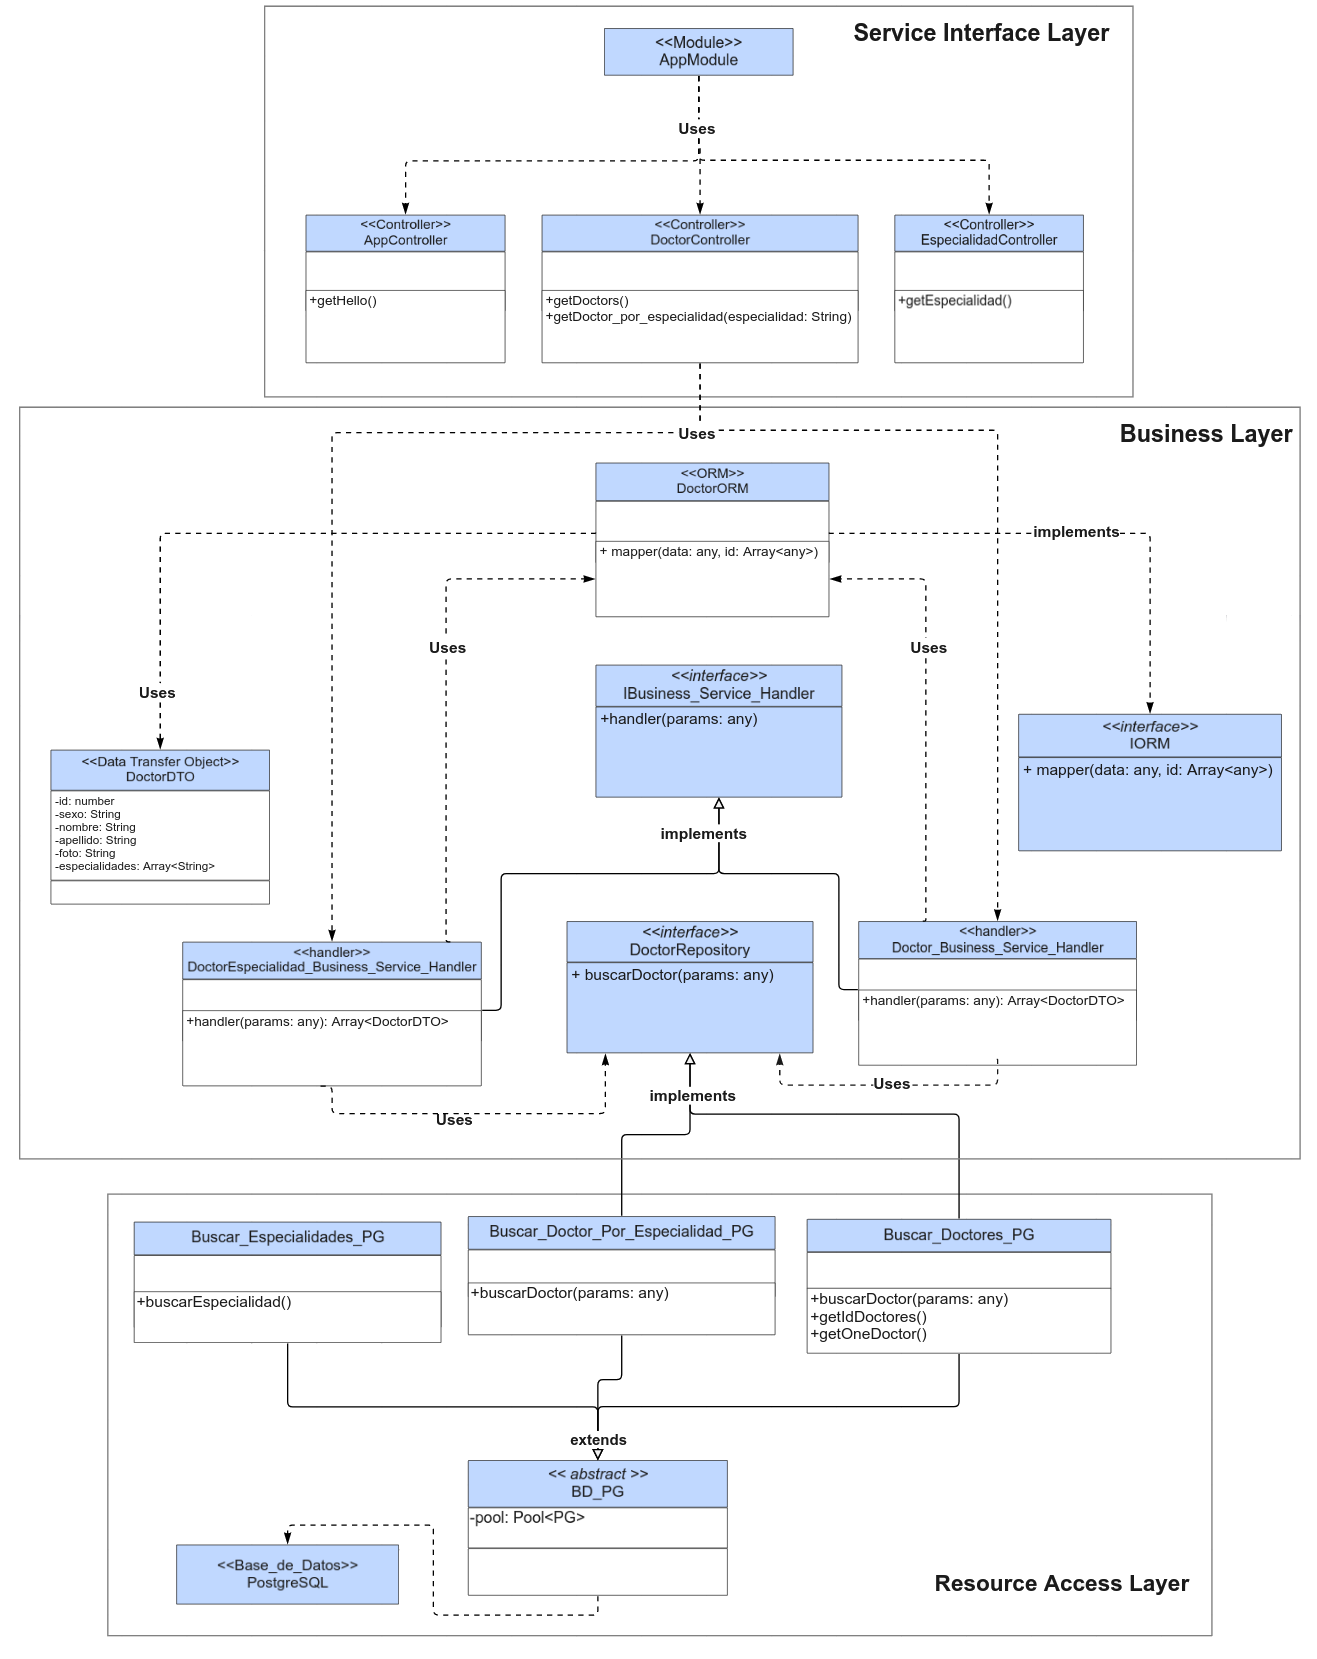 Service Interface Layer
<<Module>>
AppModule
Uses
<<Controller>>
AppController
+getHello()
<<Controller>>
DoctorController
+getDoctors()
+getDoctor_por_especialidad(especialidad: String)
<<Controller>>
EspecialidadController
+getEspecialidad()
Business Layer
Uses
<<ORM>>
DoctorORM
+ mapper(data: any, id: Array<any>)
implements
Uses
Uses
Uses
<<interface>>
IBusiness_Service_Handler
+handler(params: any)
<<interface>>
IORM
+ mapper(data: any, id: Array<any>)
<<Data Transfer Object>>
DoctorDTO
-id: number
-sexo: String
-nombre: String
-apellido: String
-foto: String
-especialidades: Array<String>
implements
<<handler>>
DoctorEspecialidad_Business_Service_Handler
+handler(params: any): Array<DoctorDTO>
<<interface>>
DoctorRepository
+ buscarDoctor(params: any)
<<handler>>
Doctor_Business_Service_Handler
+handler(params: any): Array<DoctorDTO>
Uses
implements
Uses
Buscar_Especialidades_PG
+buscarEspecialidad()
Buscar_Doctor_Por_Especialidad_PG
+buscarDoctor(params: any)
Buscar_Doctores_PG
+buscarDoctor(params: any)
+getIdDoctores()
+getOneDoctor()
extends
<< abstract >>
BD_PG
-pool: Pool<PG>
<<Base_de_Datos>>
PostgreSQL
Resource Access Layer